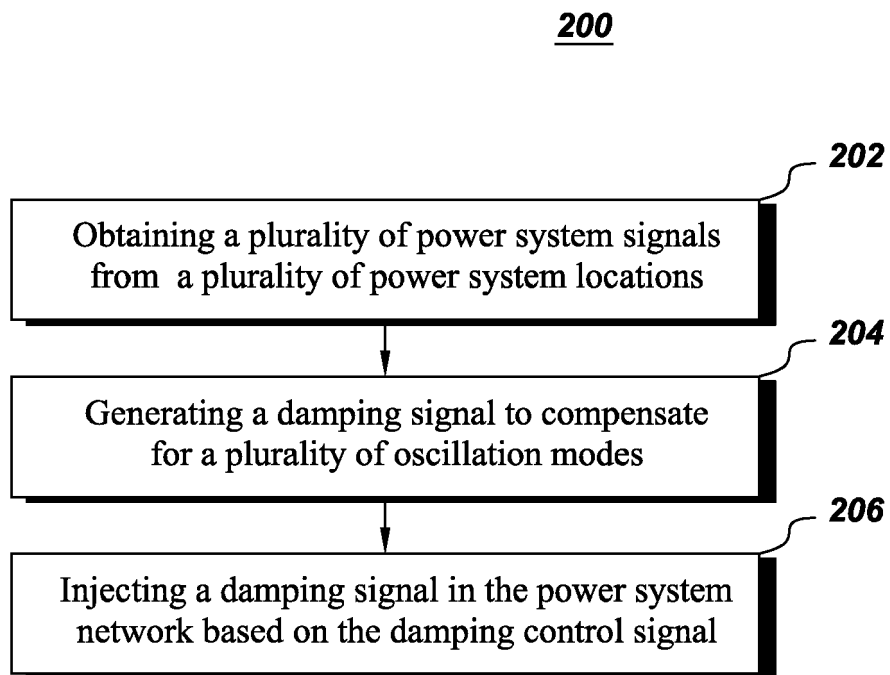 200
202
Obtaining a plurality of power system signals
from a plurality of power system locations
204
Generating a damping signal to compensate
for a plurality of oscillation modes
206
Injecting a damping signal in the power system
network based on the damping control signal